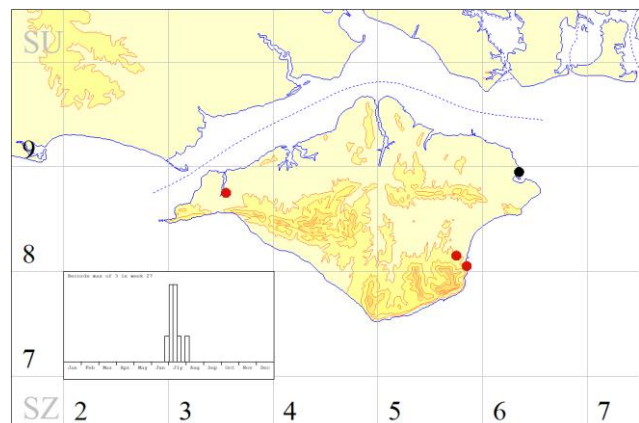 SU
9
8
Records max of 3 in week 27
Jan Feb Mar Apr May Jun Jly Aug Sep Oct Nov Dec
7
SZ 2 3 4 5 6 7